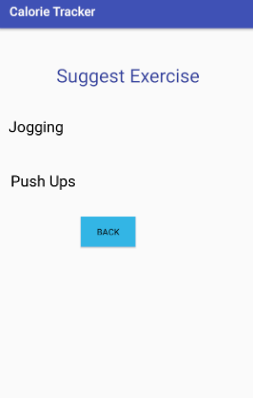 Calorie Tracker
Suggest Exercise
Jogging
Push Ups
BACK